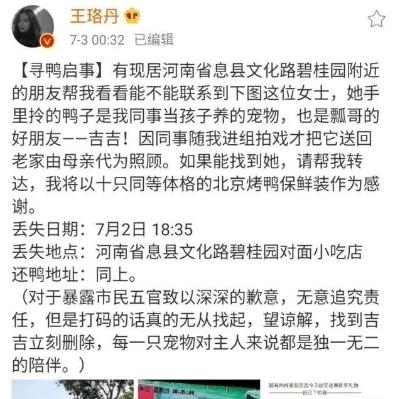 王珞丹
7-3 00:32 已编辑
【寻鸭启事】有现居河南省息县文化路碧桂园附近
的朋友帮我看看能不能联系到下图这位女士，她手
里拎的鸭子是我同事当孩子养的宠物，也是瓢哥的
好朋友——吉吉！因同事随我进组拍戏才把它送回
老家由母亲代为照顾。如果能找到她，请帮我转
达，我将以十只同等体格的北京烤鸭保鲜装作为感
谢。
丢失日期：7月2日 18:35
丢失地点：河南省息县文化路碧桂园对面小吃店
还鸭地址：同上。
（对于暴露市民五官致以深深的歉意，无意追究责
任，但是打码的话真的无从找起，望谅解，找到吉
吉立刻删除，每一只宠物对主人来说都是独一无二
的陪伴。）